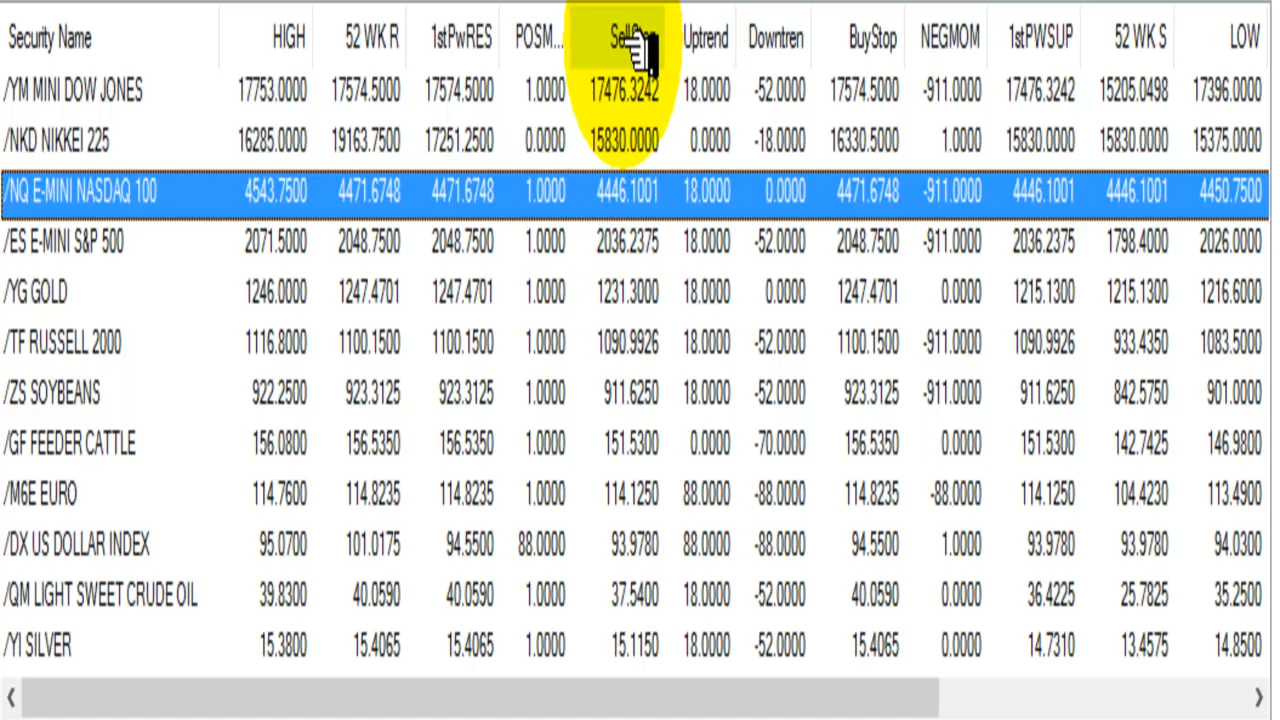 Security Name HIGH 52 WK R 1stPwRES POSM... Uptrend Downtren BuyStop NEGMOM 1stPWSUP 52 WK S LOW
/YM MINI DOW JONES 17753.0000 17574.5000 17574.5000 1.0000 17476.3242 18.0000 -52.0000 17574.5000 -911.0000 17476.3242 15205.0498 17396.0000
/NKD NIKKEI 225 16285.0000 19163.7500 17251.2500 0.0000 15830.0000 0.0000 -18.0000 16330.5000 1.0000 15830.0000 15830.0000 15375.0000
/NQ E-MINI NASDAQ 100 4543.7500 4471.6748 4471.6748 1.0000 4446.1001 18.0000 0.0000 4471.6748 -911.0000 4446.1001 4446.1001 4450.7500
/ES E-MINI S&P 500 2071.5000 2048.7500 2048.7500 1.0000 2036.2375 18.0000 -52.0000 2048.7500 -911.0000 2036.2375 1798.4000 2026.0000
/YG GOLD 1246.0000 1247.4701 1247.4701 1.0000 1231.3000 18.0000 0.0000 1247.4701 0.0000 1215.1300 1215.1300 1216.6000
/TF RUSSELL 2000 1116.8000 1100.1500 1100.1500 1.0000 1090.9926 18.0000 -52.0000 1100.1500 -911.0000 1090.9926 933.4350 1083.5000
/ZS SOYBEANS 922.2500 923.3125 923.3125 1.0000 911.6250 18.0000 -52.0000 923.3125 -911.0000 911.6250 842.5750 901.0000
/GF FEEDER CATTLE 156.0800 156.5350 156.5350 1.0000 151.5300 0.0000 -70.0000 156.5350 0.0000 151.5300 142.7425 146.9800
/M6E EURO 114.7600 114.8235 114.8235 1.0000 114.1250 88.0000 -88.0000 114.8235 -88.0000 114.1250 104.4230 113.4900
/DX US DOLLAR INDEX 95.0700 101.0175 94.5500 88.0000 93.9780 88.0000 -88.0000 94.5500 1.0000 93.9780 93.9780 94.0300
/QM LIGHT SWEET CRUDE OIL 39.8300 40.0590 40.0590 1.0000 37.5400 18.0000 -52.0000 40.0590 0.0000 36.4225 25.7825 35.2500
/YI SILVER 15.3800 15.4065 15.4065 1.0000 15.1150 18.0000 -52.0000 15.4065 0.0000 14.7310 13.4575 14.8500